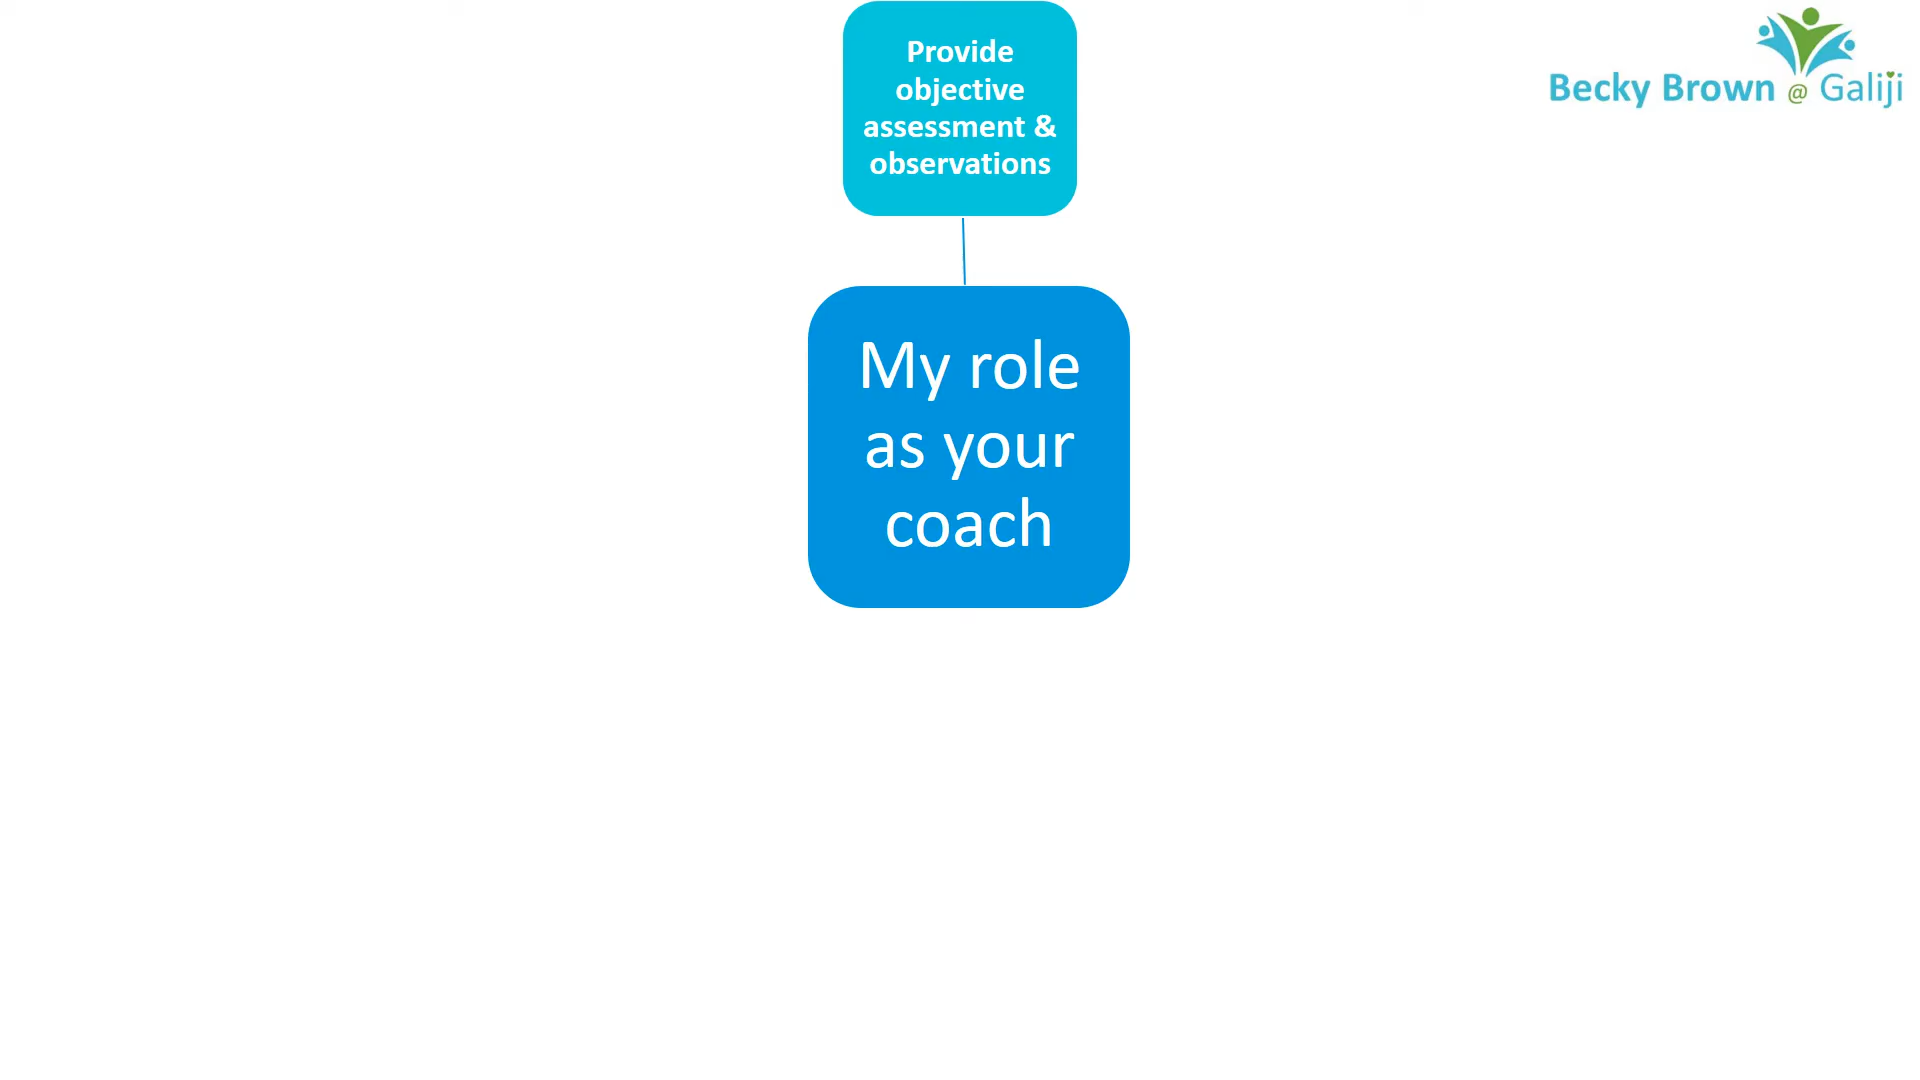 Provide
objective
assessment &
observations
Becky Brown @ Galiji
My role
as your
coach